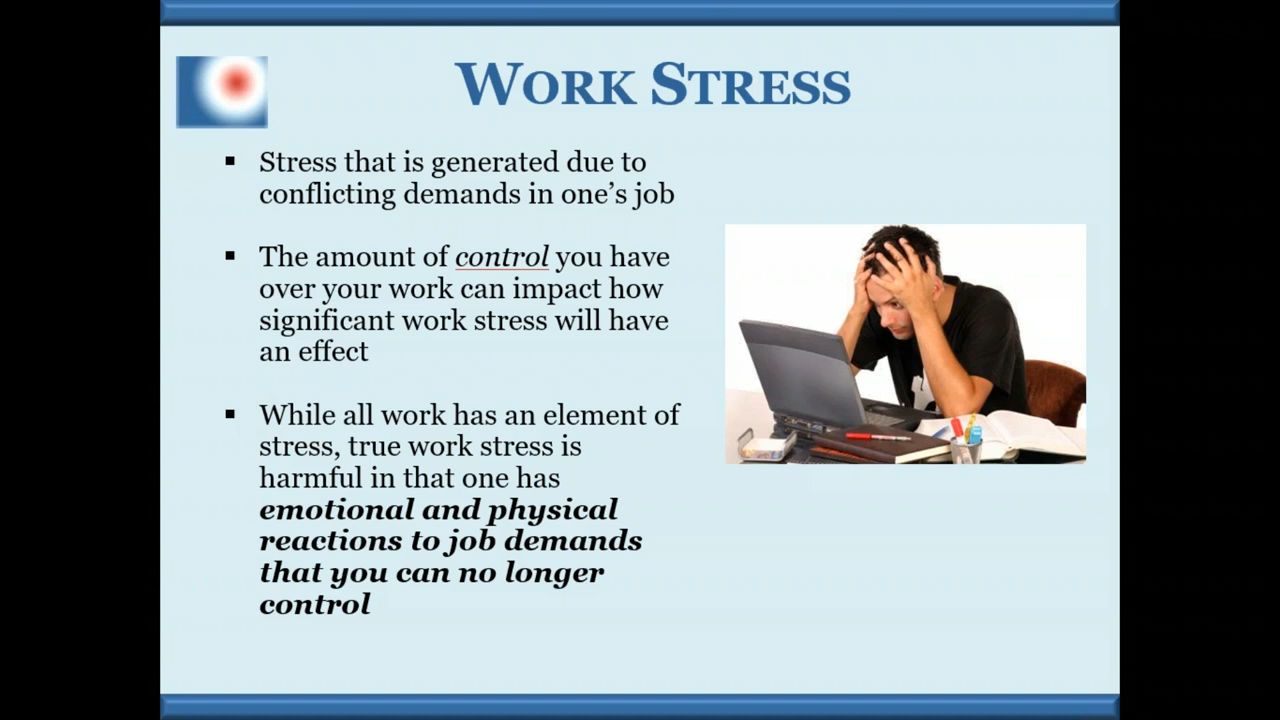 WORK STRESS
▪ Stress that is generated due to
conflicting demands in one’s job
▪ The amount of control you have
over your work can impact how
significant work stress will have
an effect
▪ While all work has an element of
stress, true work stress is
harmful in that one has
emotional and physical
reactions to job demands
that you can no longer
control